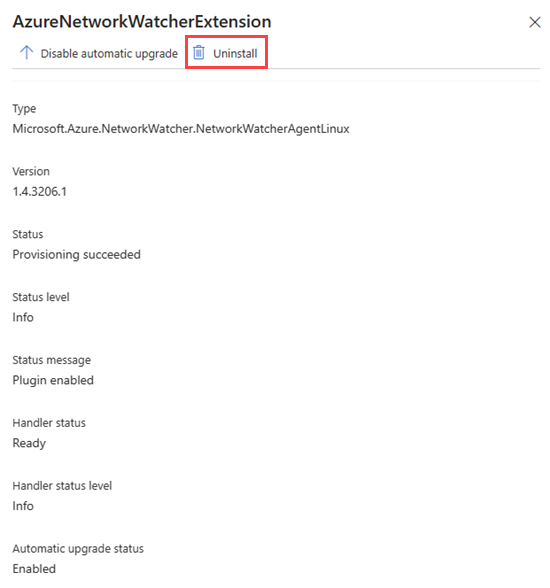 AzureNetworkWatcherExtension
Disable automatic upgrade Uninstall
Type
Microsoft.Azure.NetworkWatcher.NetworkWatcherAgentLinux
Version
1.4.3206.1
Status
Provisioning succeeded
Status level
Info
Status message
Plugin enabled
Handler status
Ready
Handler status level
Info
Automatic upgrade status
Enabled